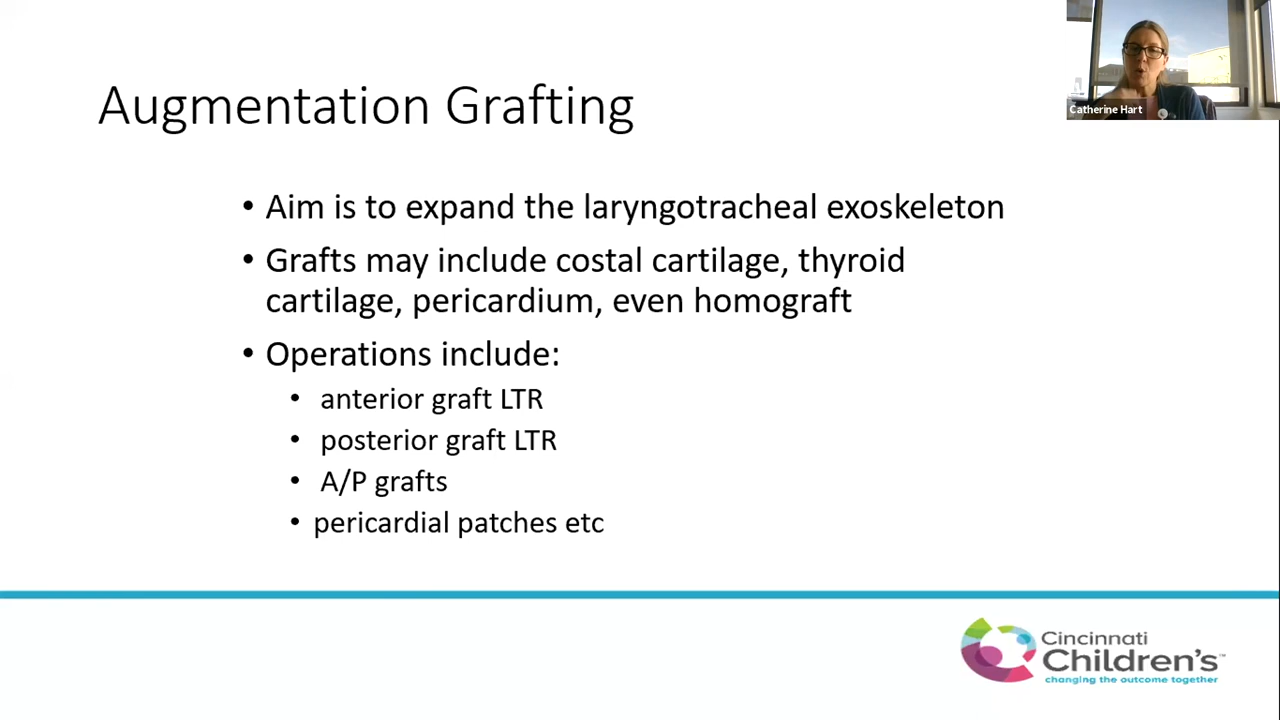 Catherine Hart
Augmentation Grafting
• Aim is to expand the laryngotracheal exoskeleton
• Grafts may include costal cartilage, thyroid
cartilage, pericardium, even homograft
• Operations include:
• anterior graft LTR
• posterior graft LTR
• A/P grafts
• pericardial patches etc
Cincinnati
Children's™
changing the outcome together